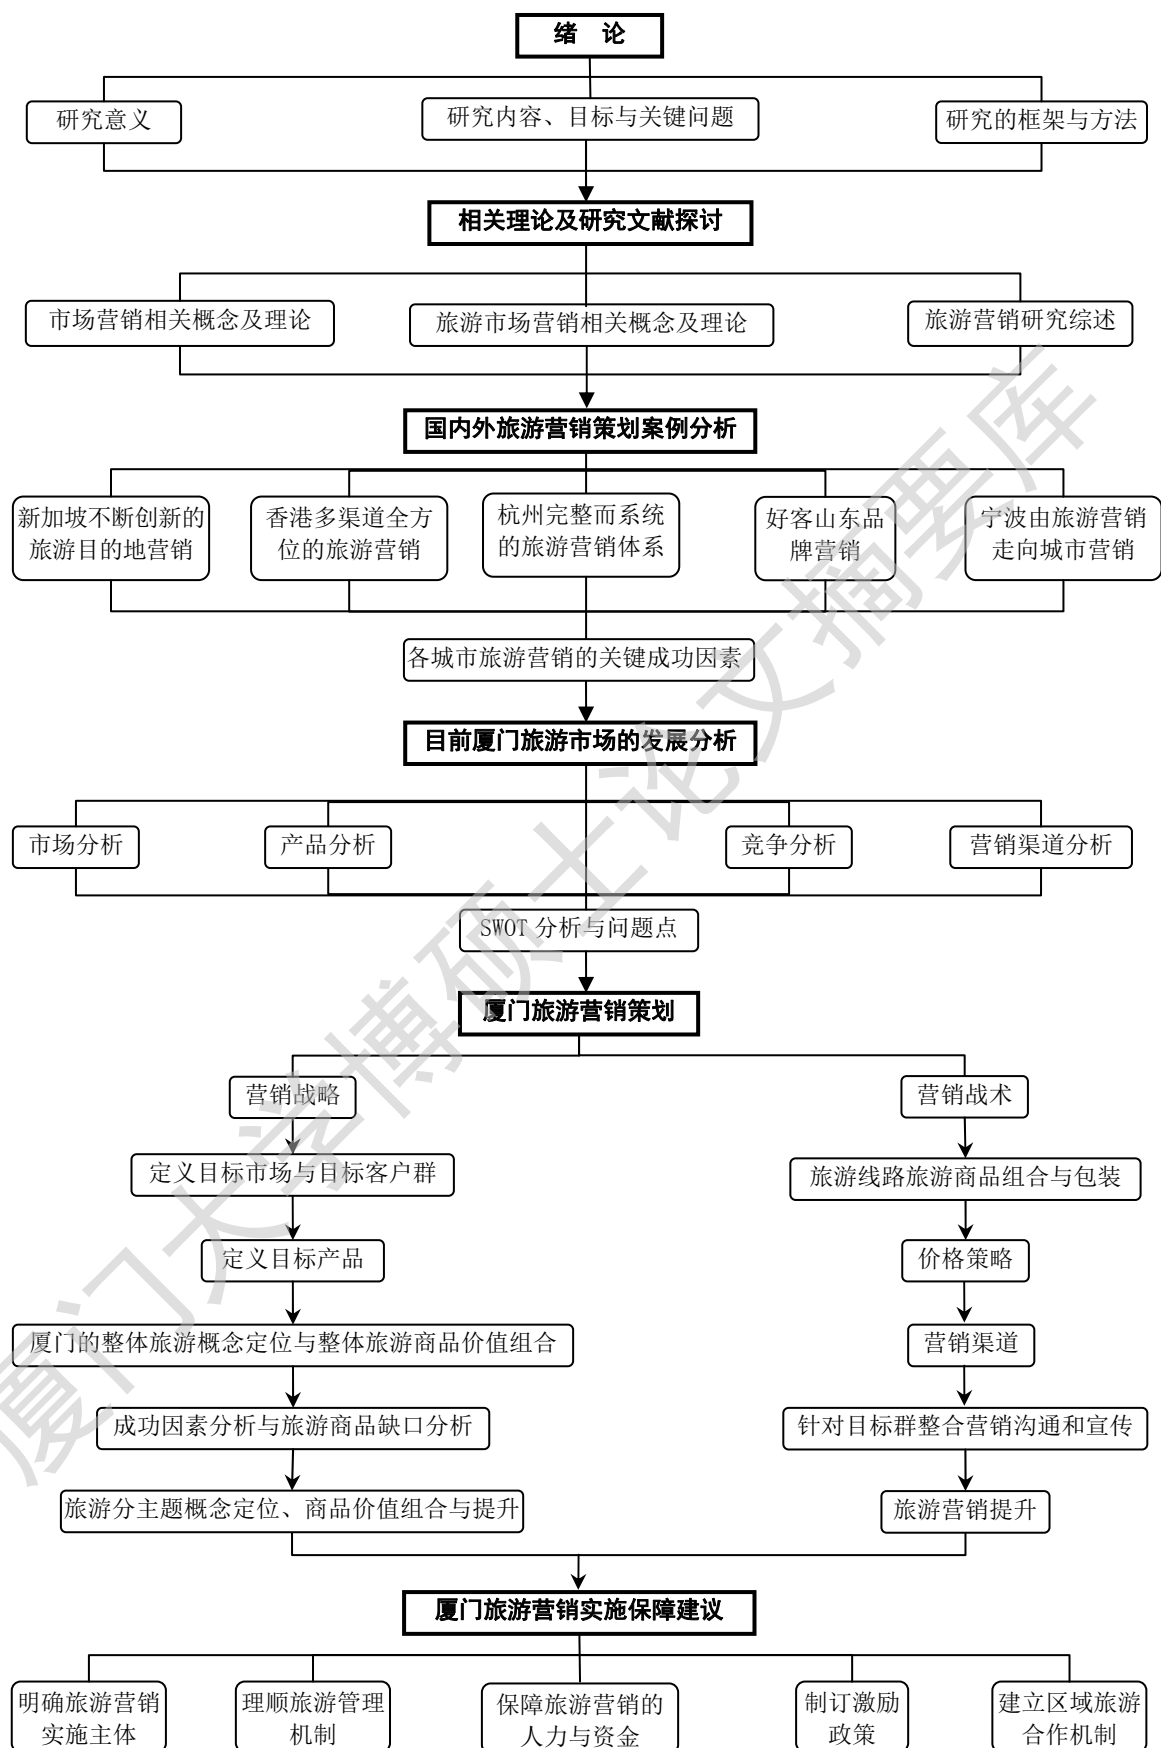 绪 论
研究意义
研究内容、目标与关键问题
研究的框架与方法
相关理论及研究文献探讨
市场营销相关概念及理论
旅游市场营销相关概念及理论
旅游营销研究综述
国内外旅游营销策划案例分析
新加坡不断创新的
旅游目的地营销
香港多渠道全方
位的旅游营销
杭州完整而系统
的旅游营销体系
好客山东品
牌营销
宁波由旅游营销
走向城市营销
各城市旅游营销的关键成功因素
目前厦门旅游市场的发展分析
市场分析
产品分析
竞争分析
营销渠道分析
SWOT 分析与问题点
厦门旅游营销策划
营销战略
定义目标市场与目标客户群
定义目标产品
厦门的整体旅游概念定位与整体旅游商品价值组合
成功因素分析与旅游商品缺口分析
旅游分主题概念定位、商品价值组合与提升
营销战术
旅游线路旅游商品组合与包装
价格策略
营销渠道
针对目标群整合营销沟通和宣传
旅游营销提升
厦门旅游营销实施保障建议
明确旅游营销
实施主体
理顺旅游管理
机制
保障旅游营销的
人力与资金
制订激励
政策
建立区域旅游
合作机制
厦门大学博硕士论文摘要库